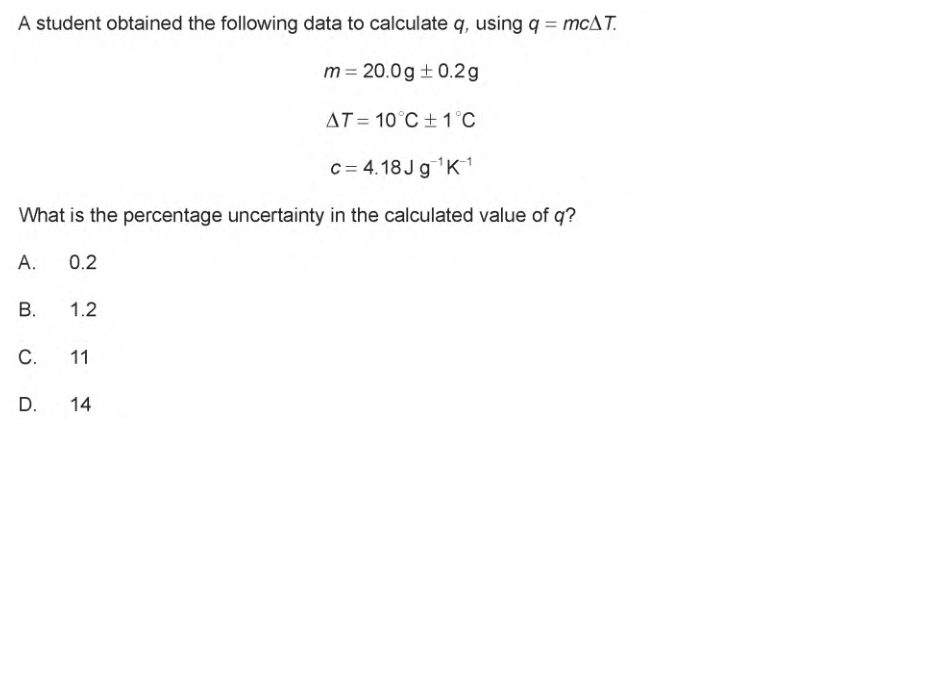 A student obtained the following data to calculate q, using q = mcΔT.
m = 20.0 g ± 0.2 g
ΔT = 10 °C ± 1 °C
c = 4.18 J g⁻¹ K⁻¹
What is the percentage uncertainty in the calculated value of q?
A. 0.2
B. 1.2
C. 11
D. 14